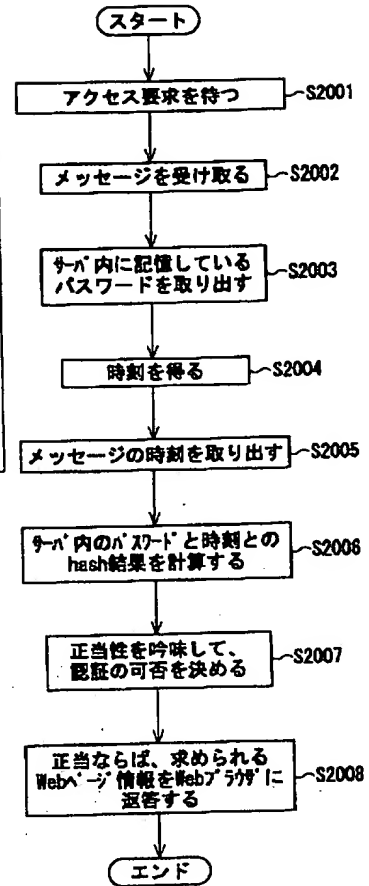 スタート
アクセス要求を待つ
S2001
メッセージを受け取る
S2002
サーバ内に記憶している
パスワードを取り出す
S2003
時刻を得る
S2004
メッセージの時刻を取り出す
S2005
サーバ内のパスワードと時刻との
hash結果を計算する
S2006
正当性を吟味して、
認証の可否を決める
S2007
正当ならば、求められる
Webページ情報をWebブラウザに
返答する
S2008
エンド